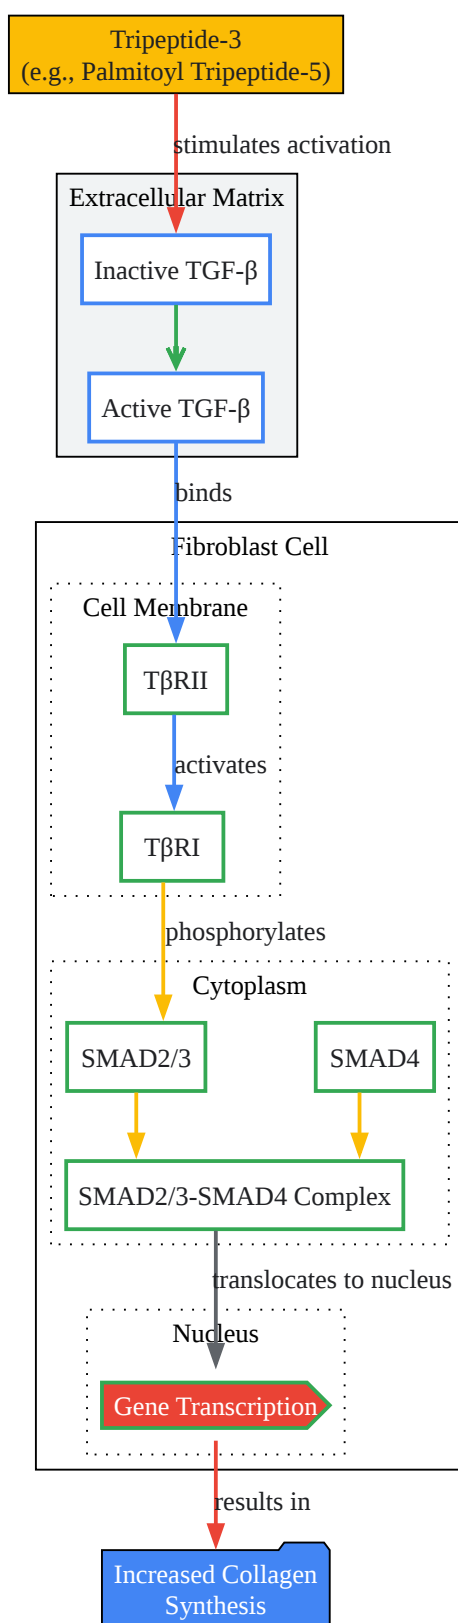 Tripeptide-3
(e.g., Palmitoyl Tripeptide-5)
stimulates activation
Extracellular Matrix
Inactive TGF-β
Active TGF-β
binds
Fibroblast Cell
Cell Membrane
TβRII
activates
TβRI
phosphorylates
Cytoplasm
SMAD2/3
SMAD4
SMAD2/3-SMAD4 Complex
translocates to nucleus
Nucleus
Gene Transcription
results in
Increased Collagen
Synthesis